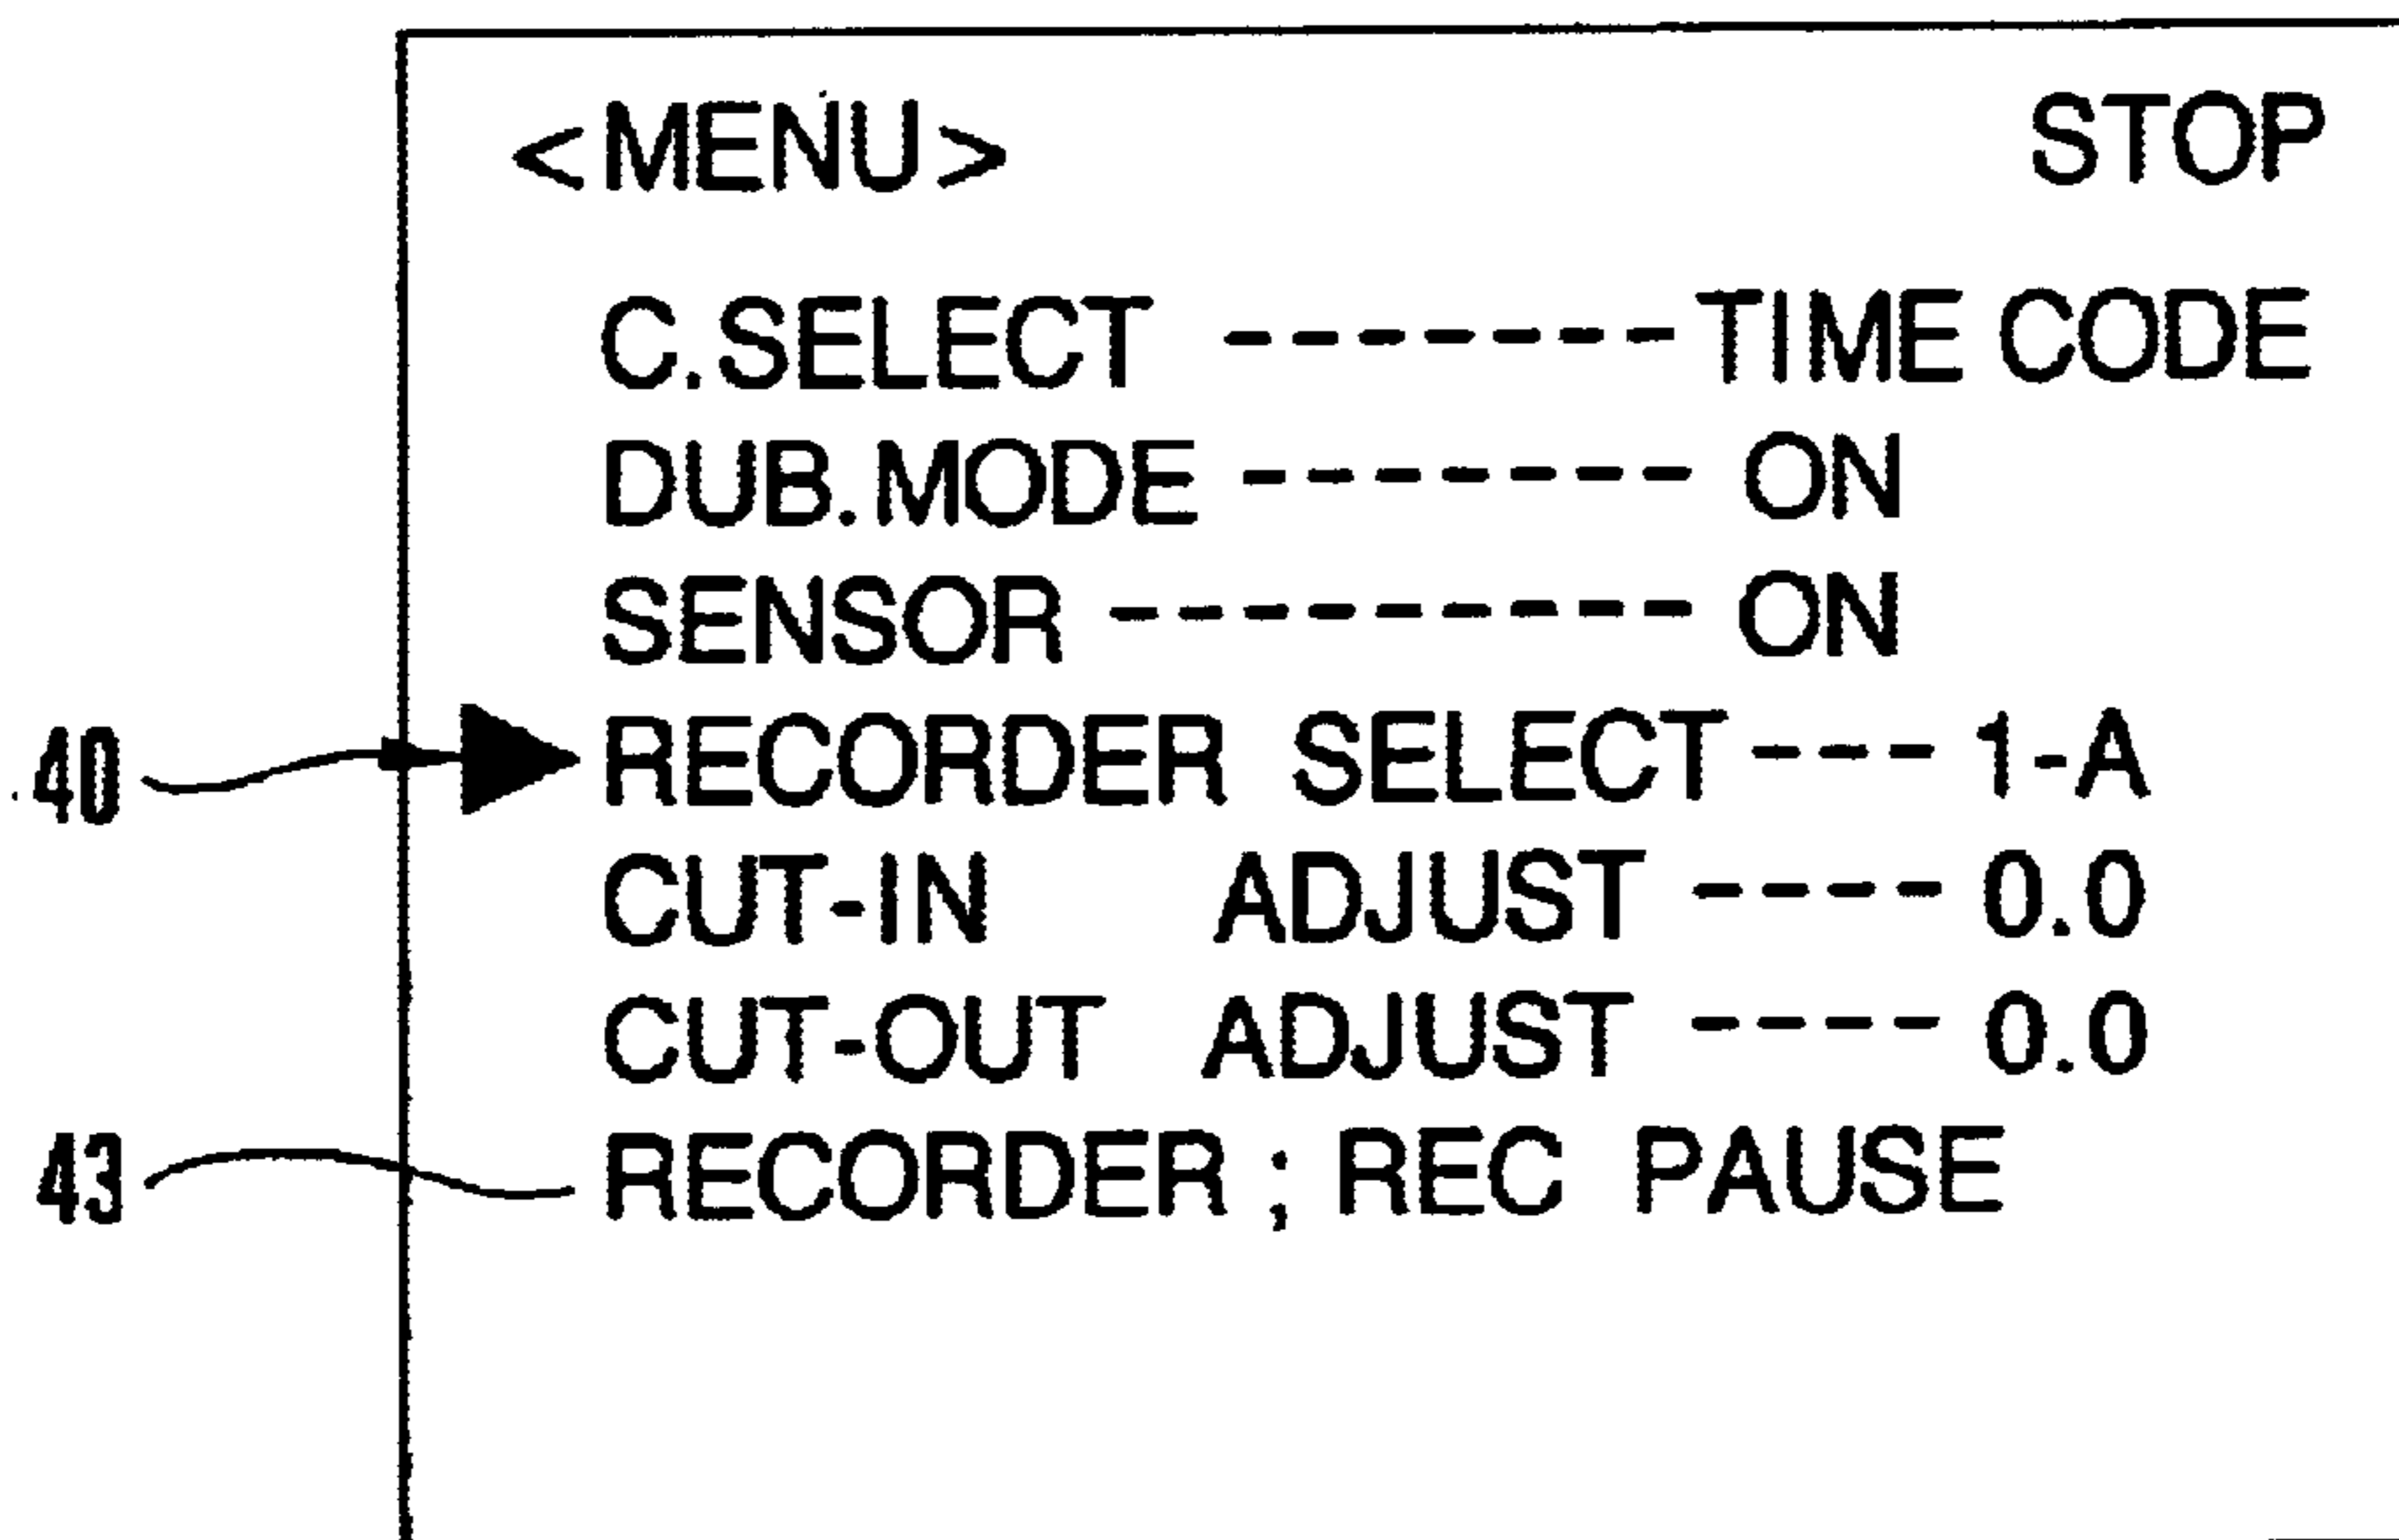 <MENU> STOP
C.SELECT -------TIME CODE
DUB.MODE ------- ON
SENSOR --------- ON
40 RECORDER SELECT--- 1-A
CUT-IN ADJUST ---- 0.0
CUT-OUT ADJUST ---- 0.0
43 RECORDER ; REC PAUSE